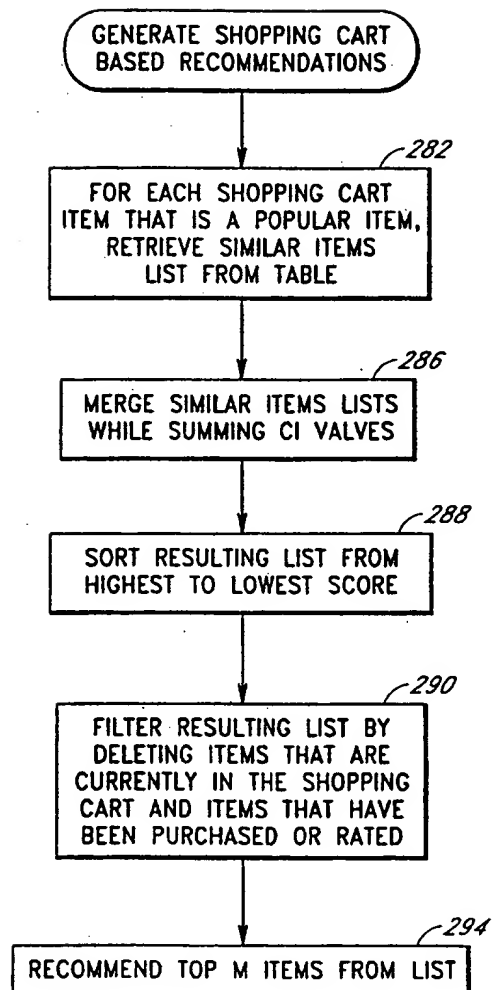 GENERATE SHOPPING CART
BASED RECOMMENDATIONS
282
FOR EACH SHOPPING CART
ITEM THAT IS A POPULAR ITEM,
RETRIEVE SIMILAR ITEMS
LIST FROM TABLE
286
MERGE SIMILAR ITEMS LISTS
WHILE SUMMING CI VALVES
288
SORT RESULTING LIST FROM
HIGHEST TO LOWEST SCORE
290
FILTER RESULTING LIST BY
DELETING ITEMS THAT ARE
CURRENTLY IN THE SHOPPING
CART AND ITEMS THAT HAVE
BEEN PURCHASED OR RATED
294
RECOMMEND TOP M ITEMS FROM LIST